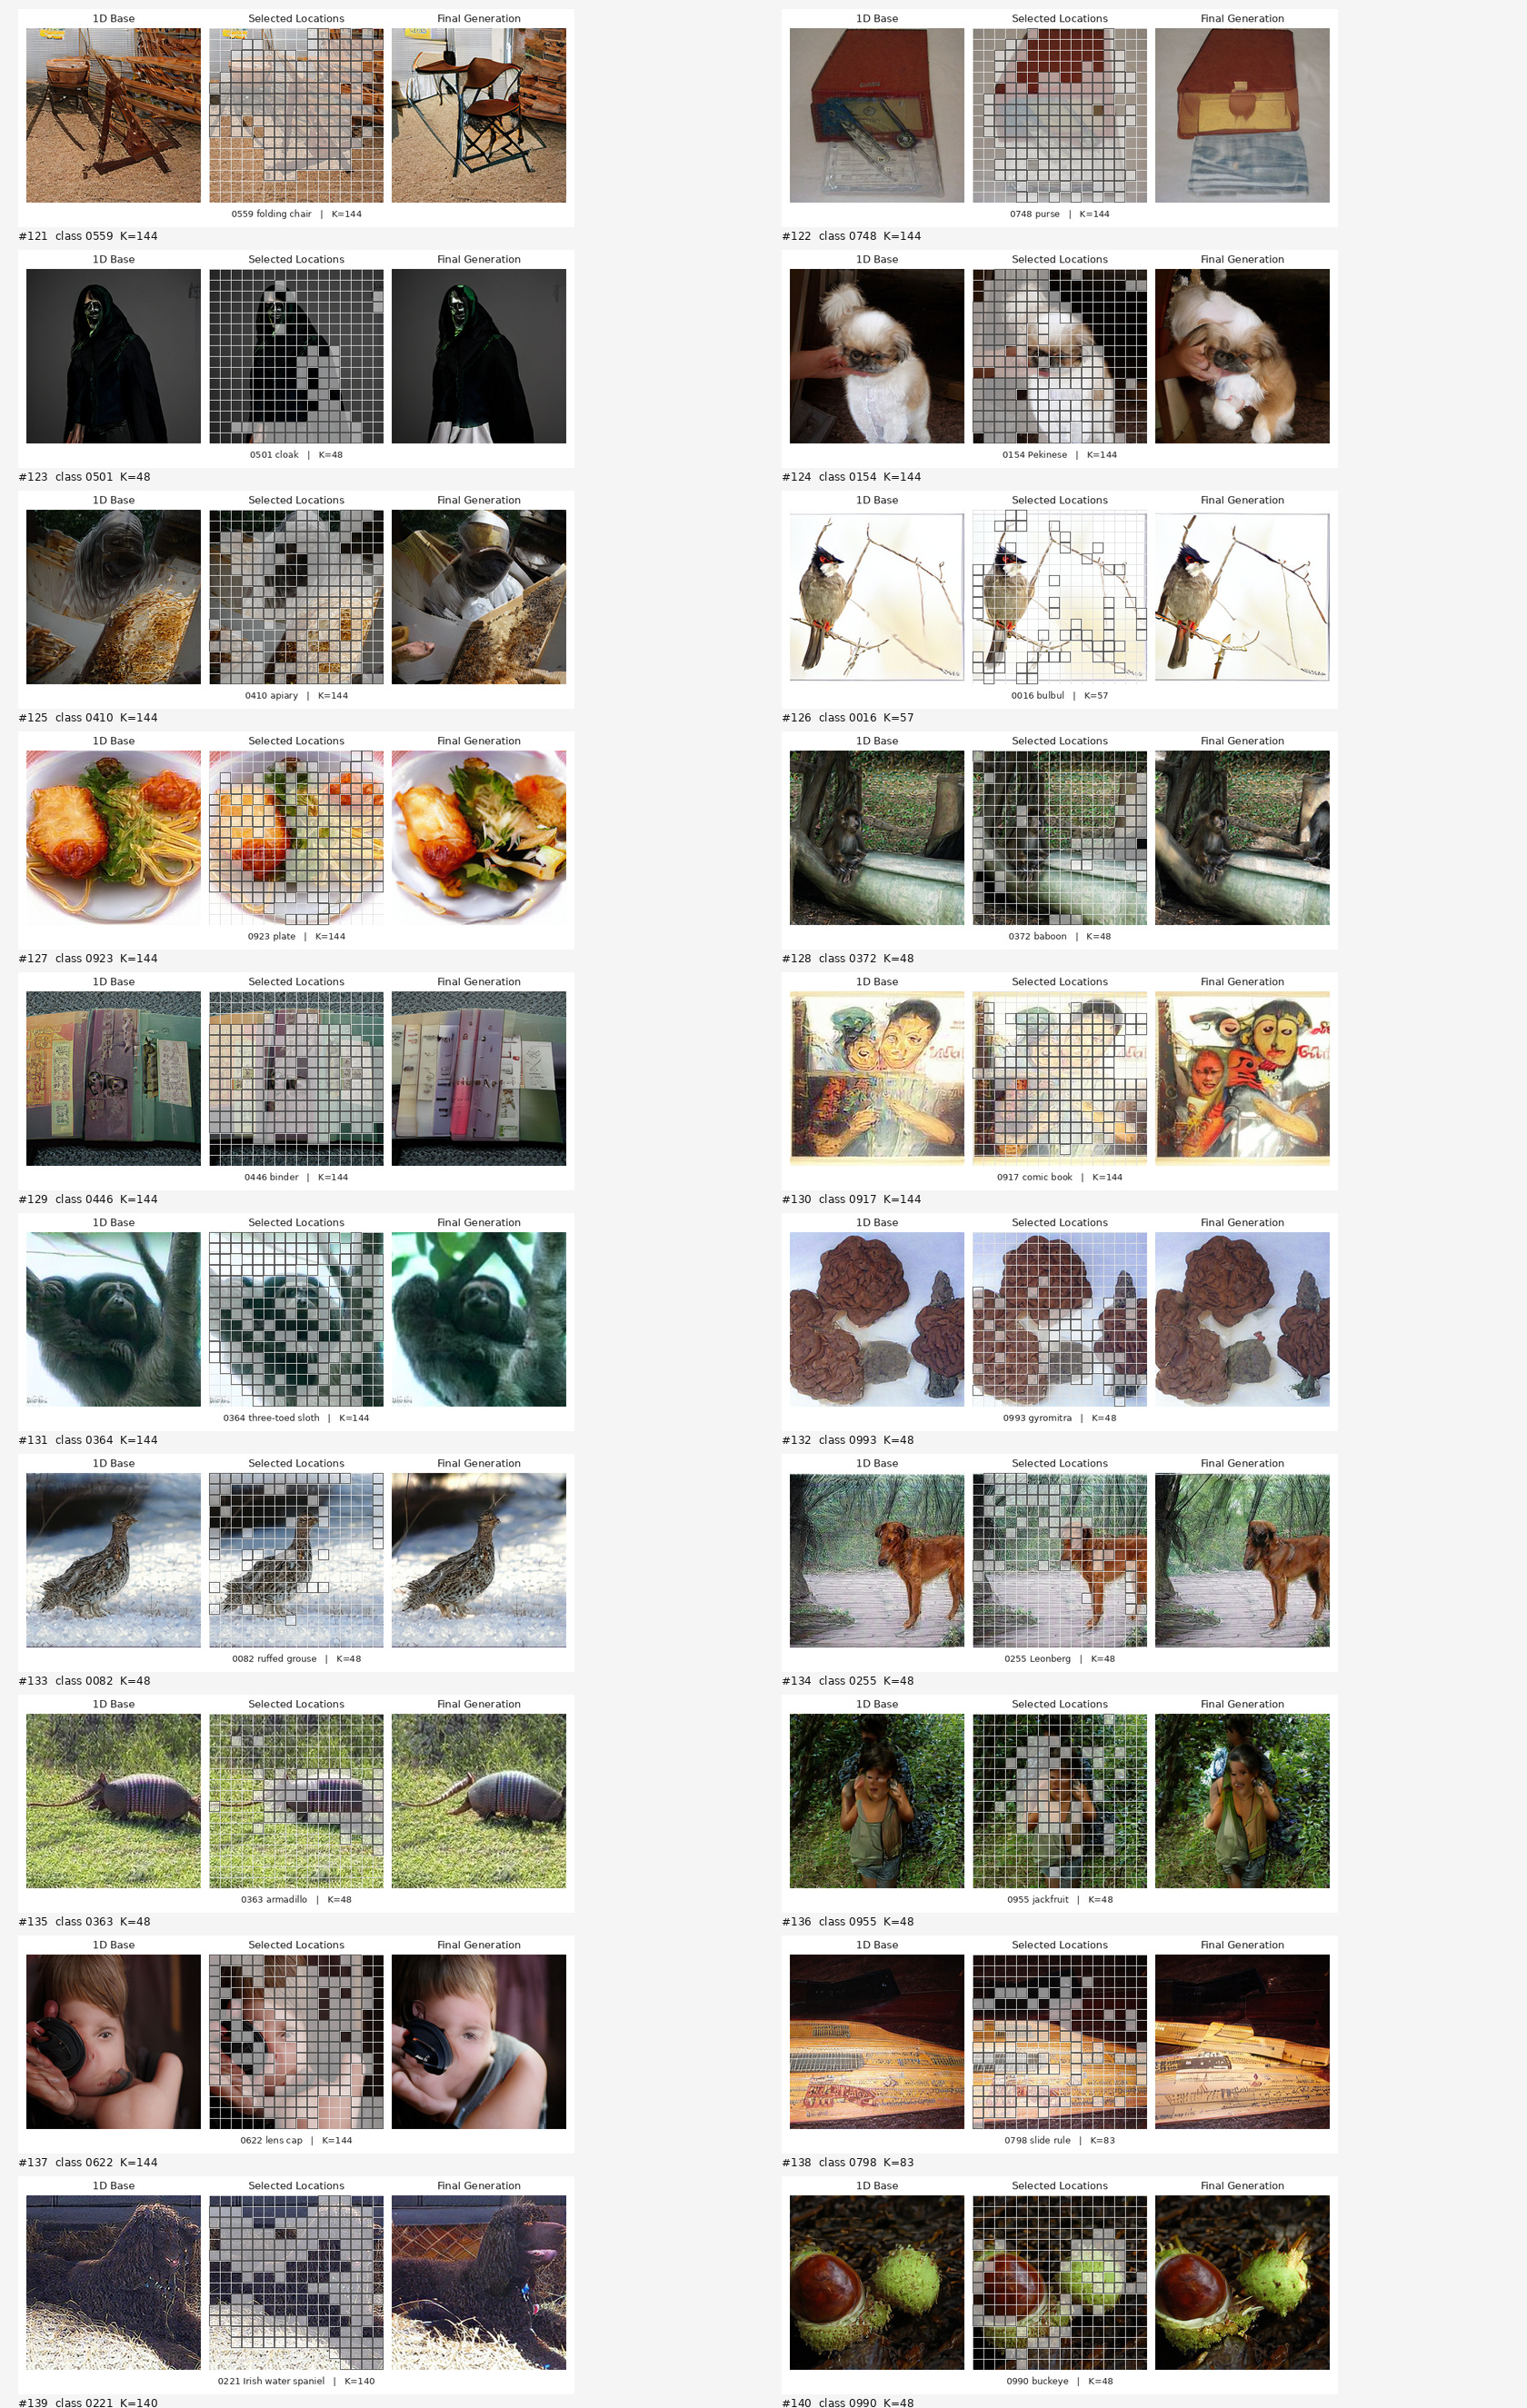 1D Base Selected Locations Final Generation 1D Base Selected Locations Final Generation
0559 folding chair | K=144 0748 purse | K=144
#121 class 0559 K=144 #122 class 0748 K=144
1D Base Selected Locations Final Generation 1D Base Selected Locations Final Generation
0501 cloak | K=48 0154 Pekinese | K=144
#123 class 0501 K=48 #124 class 0154 K=144
1D Base Selected Locations Final Generation 1D Base Selected Locations Final Generation
0410 apiary | K=144 0016 bulbul | K=57
#125 class 0410 K=144 #126 class 0016 K=57
1D Base Selected Locations Final Generation 1D Base Selected Locations Final Generation
0923 plate | K=144 0372 baboon | K=48
#127 class 0923 K=144 #128 class 0372 K=48
1D Base Selected Locations Final Generation 1D Base Selected Locations Final Generation
0446 binder | K=144 0917 comic book | K=144
#129 class 0446 K=144 #130 class 0917 K=144
1D Base Selected Locations Final Generation 1D Base Selected Locations Final Generation
0364 three-toed sloth | K=144 0993 gyromitra | K=48
#131 class 0364 K=144 #132 class 0993 K=48
1D Base Selected Locations Final Generation 1D Base Selected Locations Final Generation
0082 ruffed grouse | K=48 0255 Leonberg | K=48
#133 class 0082 K=48 #134 class 0255 K=48
1D Base Selected Locations Final Generation 1D Base Selected Locations Final Generation
0363 armadillo | K=48 0955 jackfruit | K=48
#135 class 0363 K=48 #136 class 0955 K=48
1D Base Selected Locations Final Generation 1D Base Selected Locations Final Generation
0622 lens cap | K=144 0798 slide rule | K=83
#137 class 0622 K=144 #138 class 0798 K=83
1D Base Selected Locations Final Generation 1D Base Selected Locations Final Generation
0221 Irish water spaniel | K=140 0990 buckeye | K=48
#139 class 0221 K=140 #140 class 0990 K=48